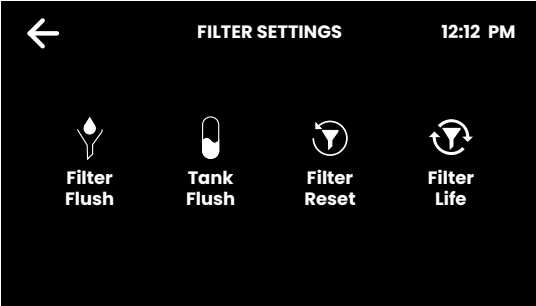 FILTER SETTINGS 12:12 PM
Filter Flush
Tank Flush
Filter Reset
Filter Life